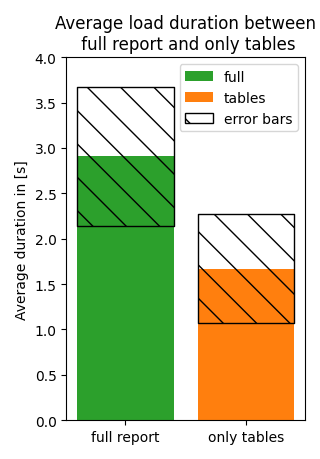 Average load duration between
full report and only tables
full
tables
error bars
Average duration in [s]
4.0
3.5
3.0
2.5
2.0
1.5
1.0
0.5
0.0
full report
only tables